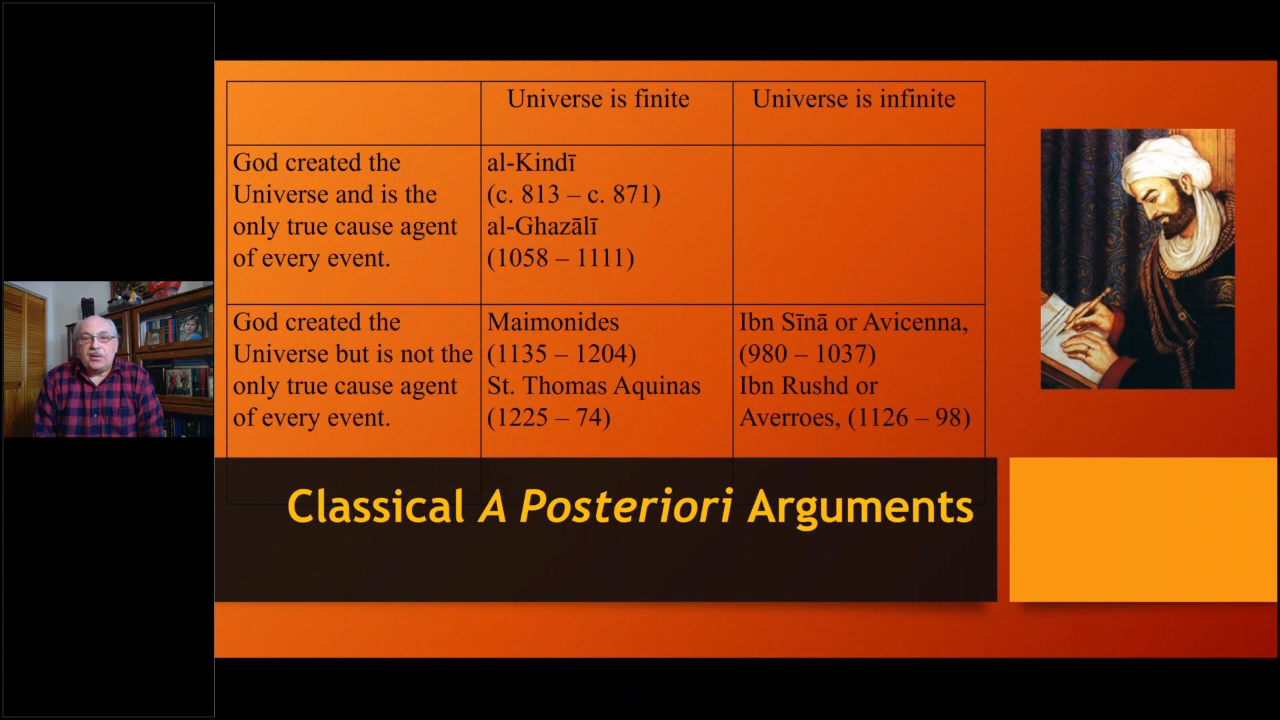 Universe is finite
Universe is infinite
God created the
Universe and is the
only true cause agent
of every event.
al-Kindī
(c. 813 – c. 871)
al-Ghazālī
(1058 – 1111)
God created the
Universe but is not the
only true cause agent
of every event.
Maimonides
(1135 – 1204)
St. Thomas Aquinas
(1225 – 74)
Ibn Sīnā or Avicenna,
(980 – 1037)
Ibn Rushd or
Averroes, (1126 – 98)
Classical A Posteriori Arguments